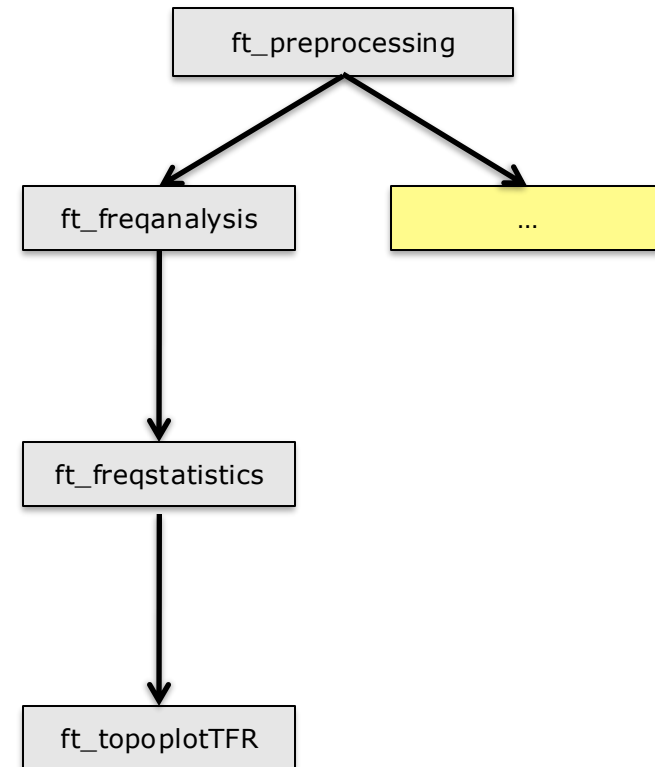 ft_preprocessing
ft_freqanalysis
...
ft_freqstatistics
ft_topoplotTFR